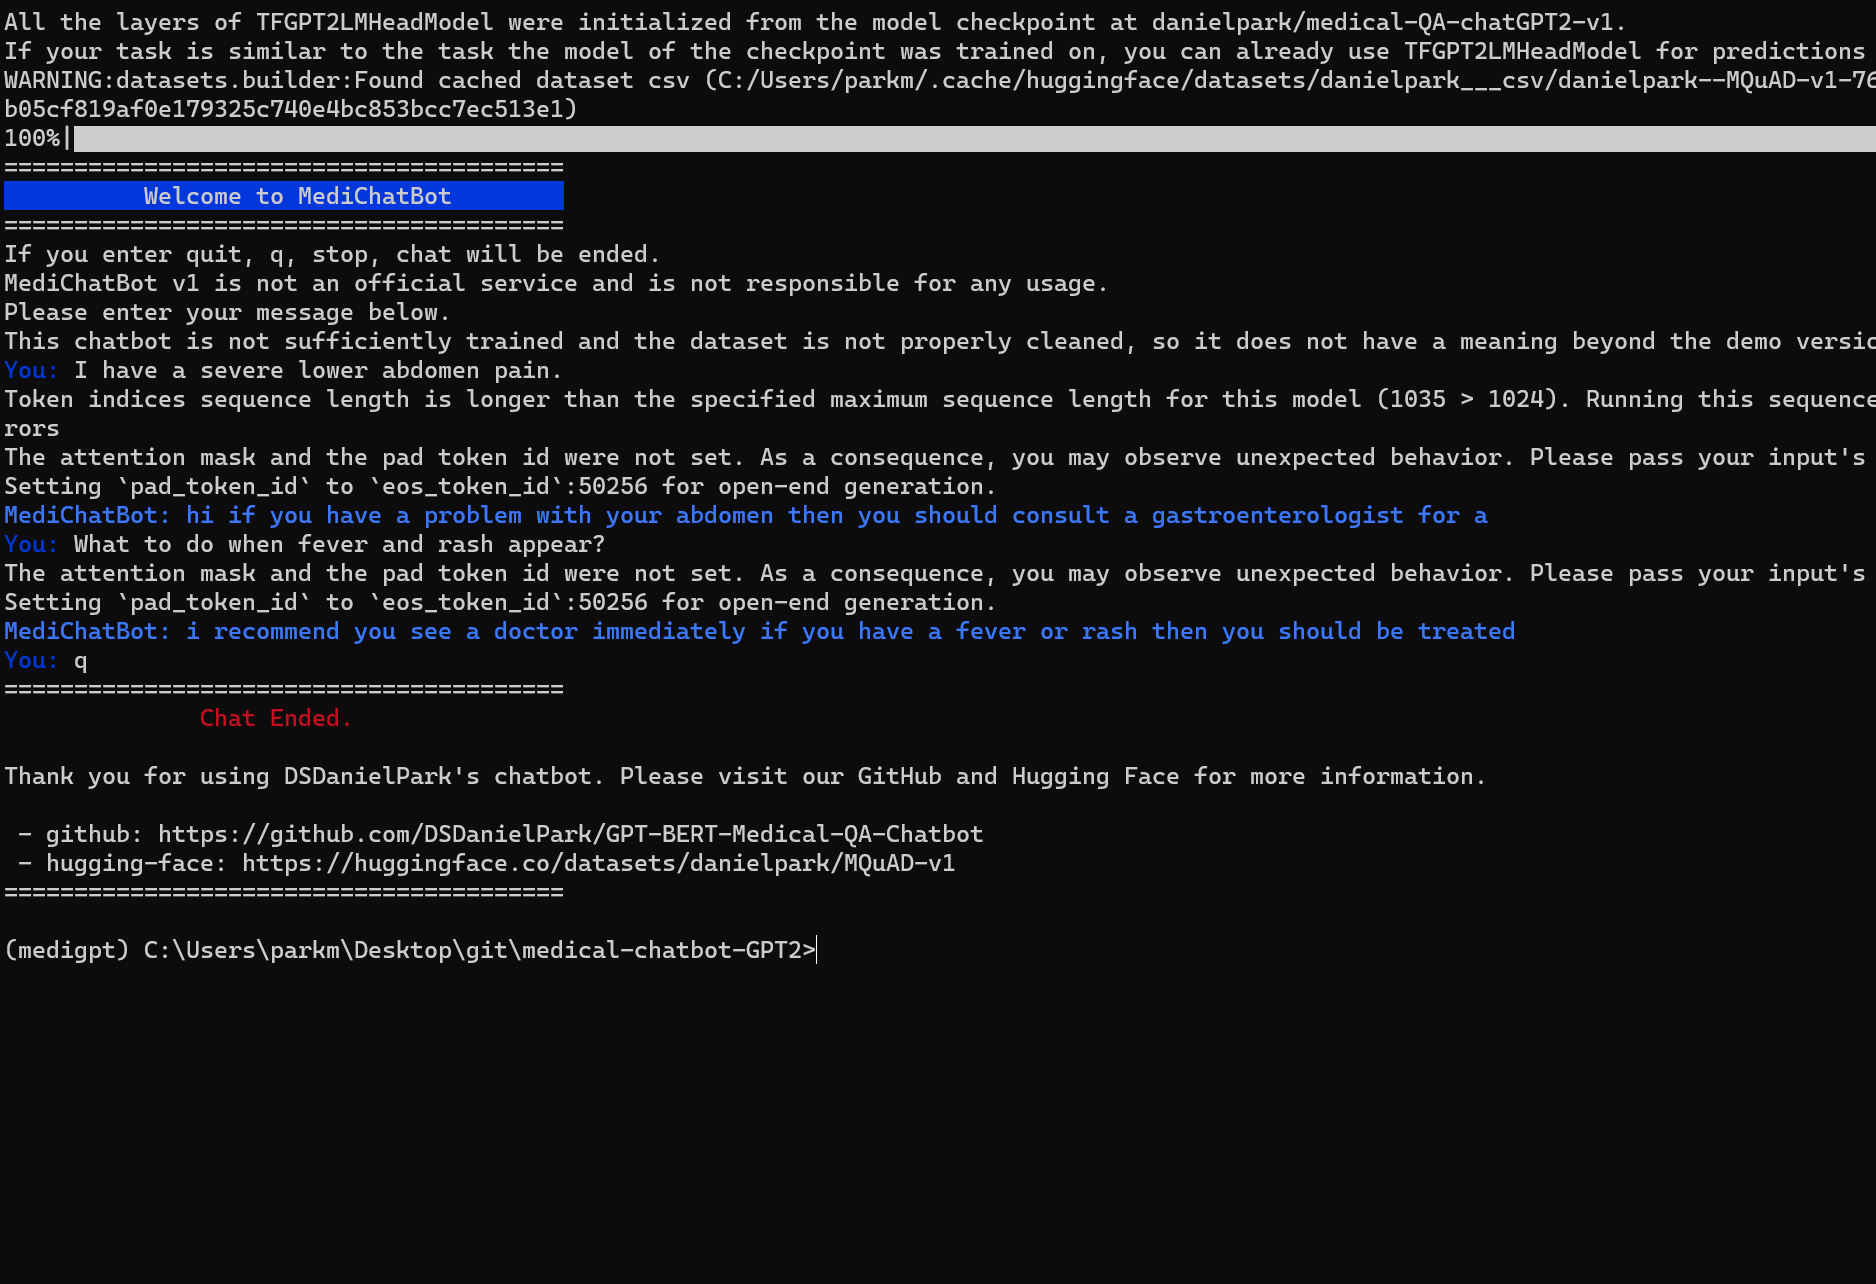 All the layers of TFGPT2LMHeadModel were initialized from the model checkpoint at danielpark/medical-QA-chatGPT2-v1.
If your task is similar to the task the model of the checkpoint was trained on, you can already use TFGPT2LMHeadModel for predictions
WARNING:datasets.builder:Found cached dataset csv (C:/Users/parkm/.cache/huggingface/datasets/danielpark___csv/danielpark--MQuAD-v1-76
b05cf819af0e179325c740e4bc853bcc7ec513e1)
100%|
========================================
Welcome to MediChatBot
========================================
If you enter quit, q, stop, chat will be ended.
MediChatBot v1 is not an official service and is not responsible for any usage.
Please enter your message below.
This chatbot is not sufficiently trained and the dataset is not properly cleaned, so it does not have a meaning beyond the demo versio
You: I have a severe lower abdomen pain.
Token indices sequence length is longer than the specified maximum sequence length for this model (1035 > 1024). Running this sequence
rors
The attention mask and the pad token id were not set. As a consequence, you may observe unexpected behavior. Please pass your input's
Setting `pad_token_id` to `eos_token_id`:50256 for open-end generation.
MediChatBot: hi if you have a problem with your abdomen then you should consult a gastroenterologist for a
You: What to do when fever and rash appear?
The attention mask and the pad token id were not set. As a consequence, you may observe unexpected behavior. Please pass your input's
Setting `pad_token_id` to `eos_token_id`:50256 for open-end generation.
MediChatBot: i recommend you see a doctor immediately if you have a fever or rash then you should be treated
You: q
========================================
Chat Ended.
Thank you for using DSDanielPark's chatbot. Please visit our GitHub and Hugging Face for more information.
- github: https://github.com/DSDanielPark/GPT-BERT-Medical-QA-Chatbot
- hugging-face: https://huggingface.co/datasets/danielpark/MQuAD-v1
========================================
(medigpt) C:\Users\parkm\Desktop\git\medical-chatbot-GPT2>